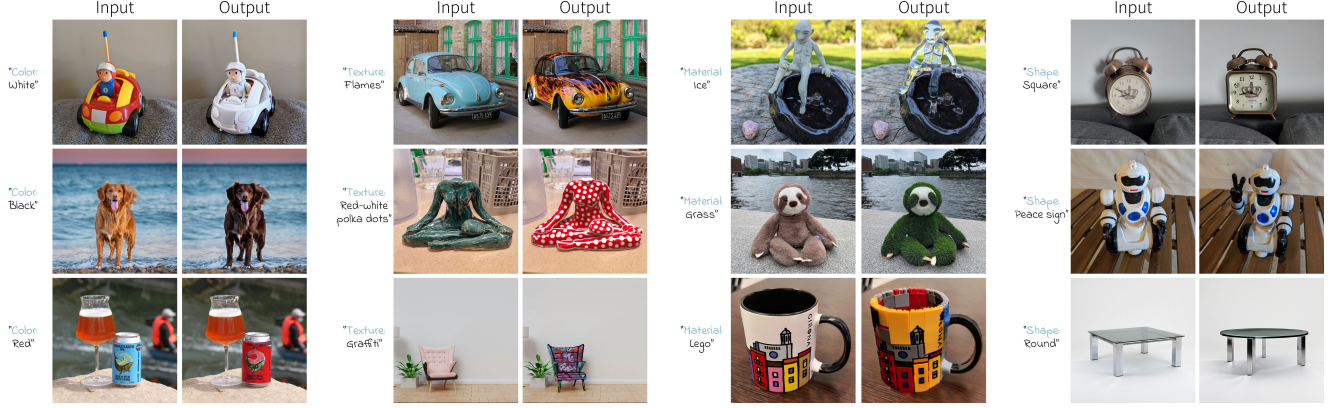 Input Output Input Output Input Output Input Output
"Color:
White"
"Texture:
Flames"
"Material:
Ice"
"Shape:
Square"
"Color:
Black"
"Texture:
Red-white
polka dots"
"Material:
Grass"
"Shape:
Peace sign"
"Color:
Red"
"Texture:
Graffiti"
"Material:
Lego"
"Shape:
Round"
GIRONA